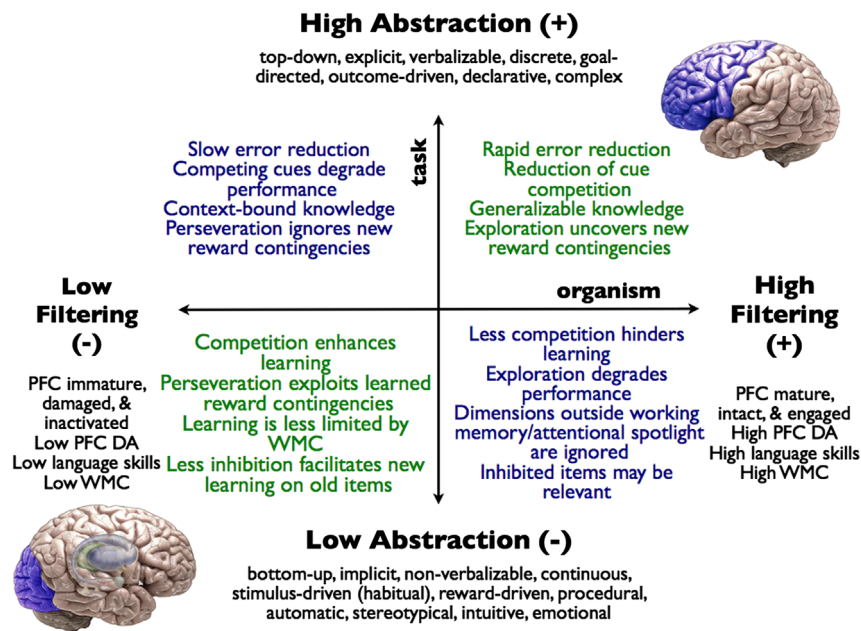 High Abstraction (+)
top-down, explicit, verbalizable, discrete, goal-
directed, outcome-driven, declarative, complex
task
Slow error reduction
Competing cues degrade
performance
Context-bound knowledge
Perseveration ignores new
reward contingencies
Rapid error reduction
Reduction of cue
competition
Generalizable knowledge
Exploration uncovers new
reward contingencies
Low
Filtering
(-)
organism
High
Filtering
(+)
PFC immature,
damaged, &
inactivated
Low PFC DA
Low language skills
Low WMC
Competition enhances
learning
Perseveration exploits learned
reward contingencies
Learning is less limited by
WMC
Less inhibition facilitates new
learning on old items
Less competition hinders
learning
Exploration degrades
performance
Dimensions outside working
memory/attentional spotlight
are ignored
Inhibited items may be
relevant
PFC mature,
intact, & engaged
High PFC DA
High language skills
High WMC
Low Abstraction (-)
bottom-up, implicit, non-verbalizable, continuous,
stimulus-driven (habitual), reward-driven, procedural,
automatic, stereotypical, intuitive, emotional